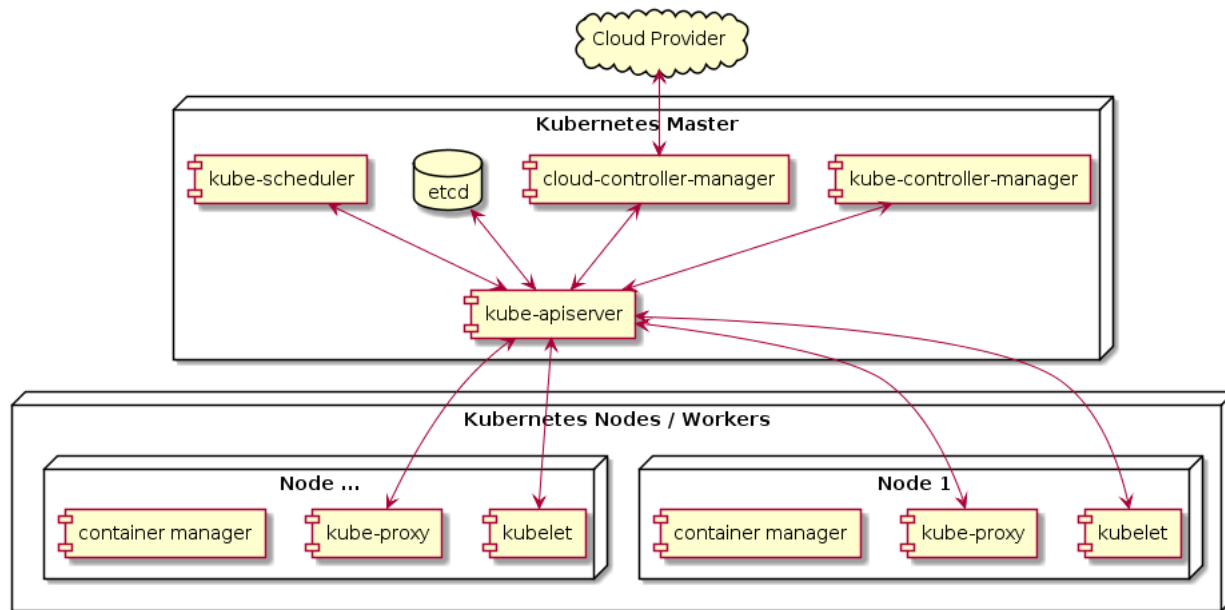 Cloud Provider
Kubernetes Master
kube-scheduler
etcd
cloud-controller-manager
kube-controller-manager
kube-apiserver
Kubernetes Nodes / Workers
Node ...
container manager
kube-proxy
kubelet
Node 1
container manager
kube-proxy
kubelet